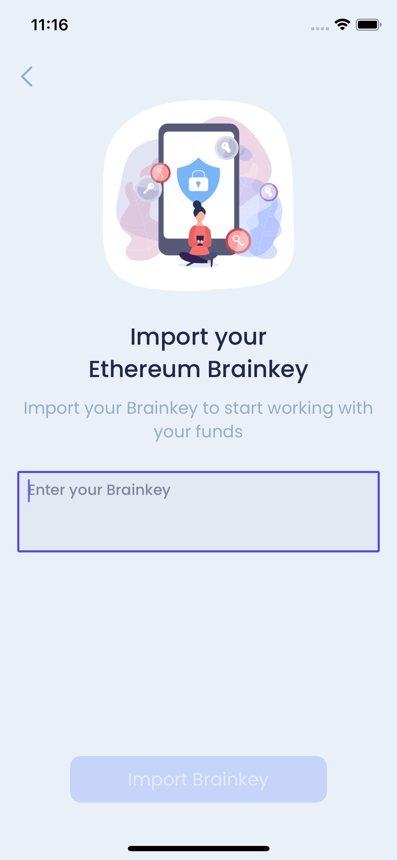 11:16
Import your
Ethereum Brainkey
Import your Brainkey to start working with
your funds
Enter your Brainkey
Import Brainkey